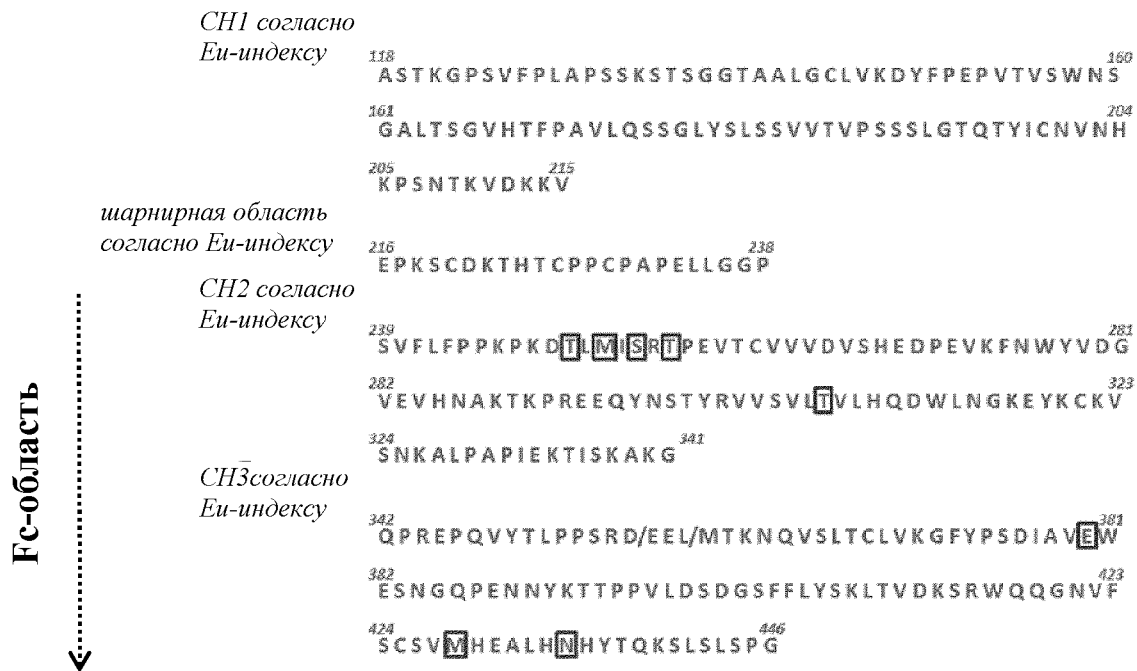 CH1 согласно
Eu-индексу
118 160
ASTKGPSVFPLAPSSKSTSGGTAALGCLVKDYFPEPVTVSWNS
161 204
GALTSGVHTFPAVLQSSGLYSLSSVVTVPSSSLGTQTYICNVNH
205 215
KPSNTKVDKKV
шарнирная область
согласно Eu-индексу
216 238
EPKSCDKTHTCPPCPAPELLGGP
CH2 согласно
Eu-индексу
239 281
SVFLFPPKPKDTLMISRTPEVTCVVVDVSHEDPEVKFNWYVDG
282 323
VEVHNAKTKPREEQYNSTYRVVSVLTVLHQDWLNGKEYKCKV
324 341
SNKALPAPIEKTISKAKG
CH3согласно
Eu-индексу
342 381
QPREPQVYTLPPSRD/EEL/MTKNQVSLTCLVKGFYPSDIAVEW
382 423
ESNGQPENNYKTTPPVLDSDGSFFLYSKLTVDKSRWQQGNVF
424 446
SCSVMHEALHNHYTQKSLSLSPG
Fc-область